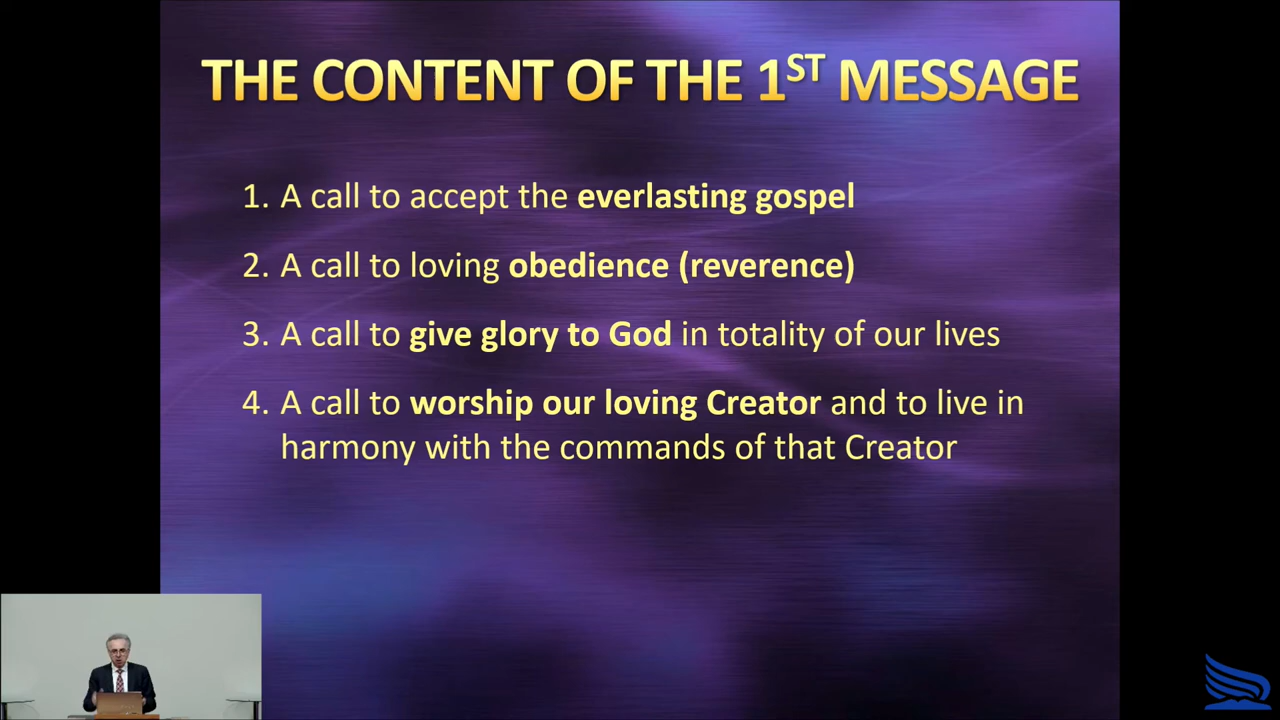 THE CONTENT OF THE 1ST MESSAGE
1. A call to accept the everlasting gospel
2. A call to loving obedience (reverence)
3. A call to give glory to God in totality of our lives
4. A call to worship our loving Creator and to live in
harmony with the commands of that Creator